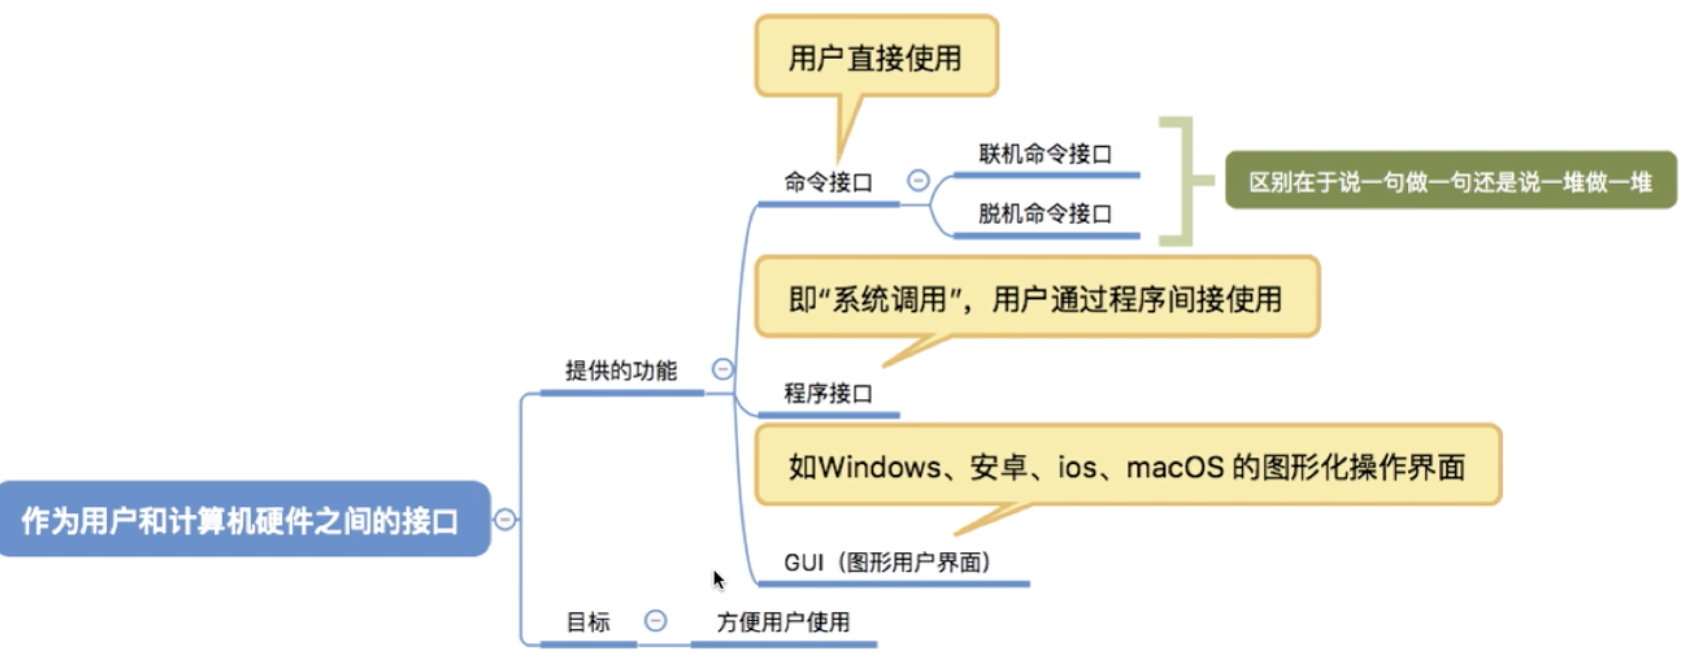 用户直接使用
联机命令接口
命令接口
区别在于说一句做一句还是说一堆做一堆
脱机命令接口
即“系统调用”，用户通过程序间接使用
提供的功能
程序接口
如Windows、安卓、ios、macOS 的图形化操作界面
作为用户和计算机硬件之间的接口
GUI（图形用户界面）
目标
方便用户使用